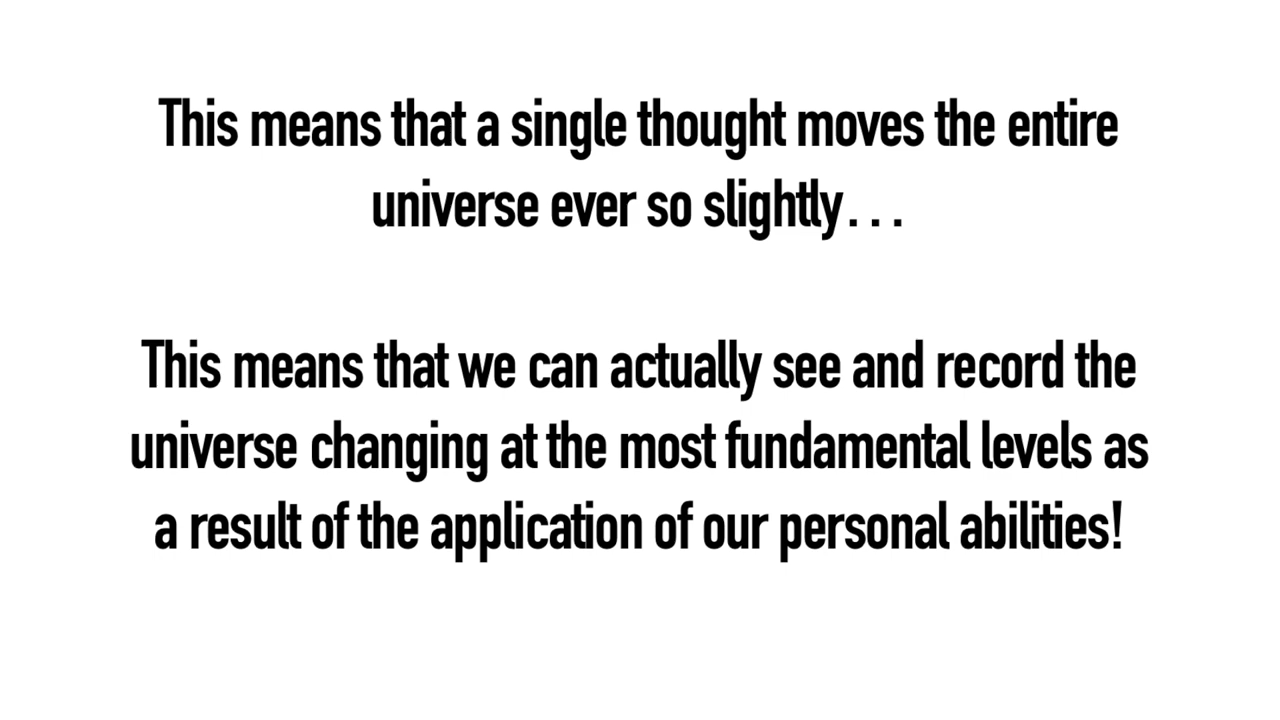 This means that a single thought moves the entire
universe ever so slightly...
This means that we can actually see and record the
universe changing at the most fundamental levels as
a result of the application of our personal abilities!